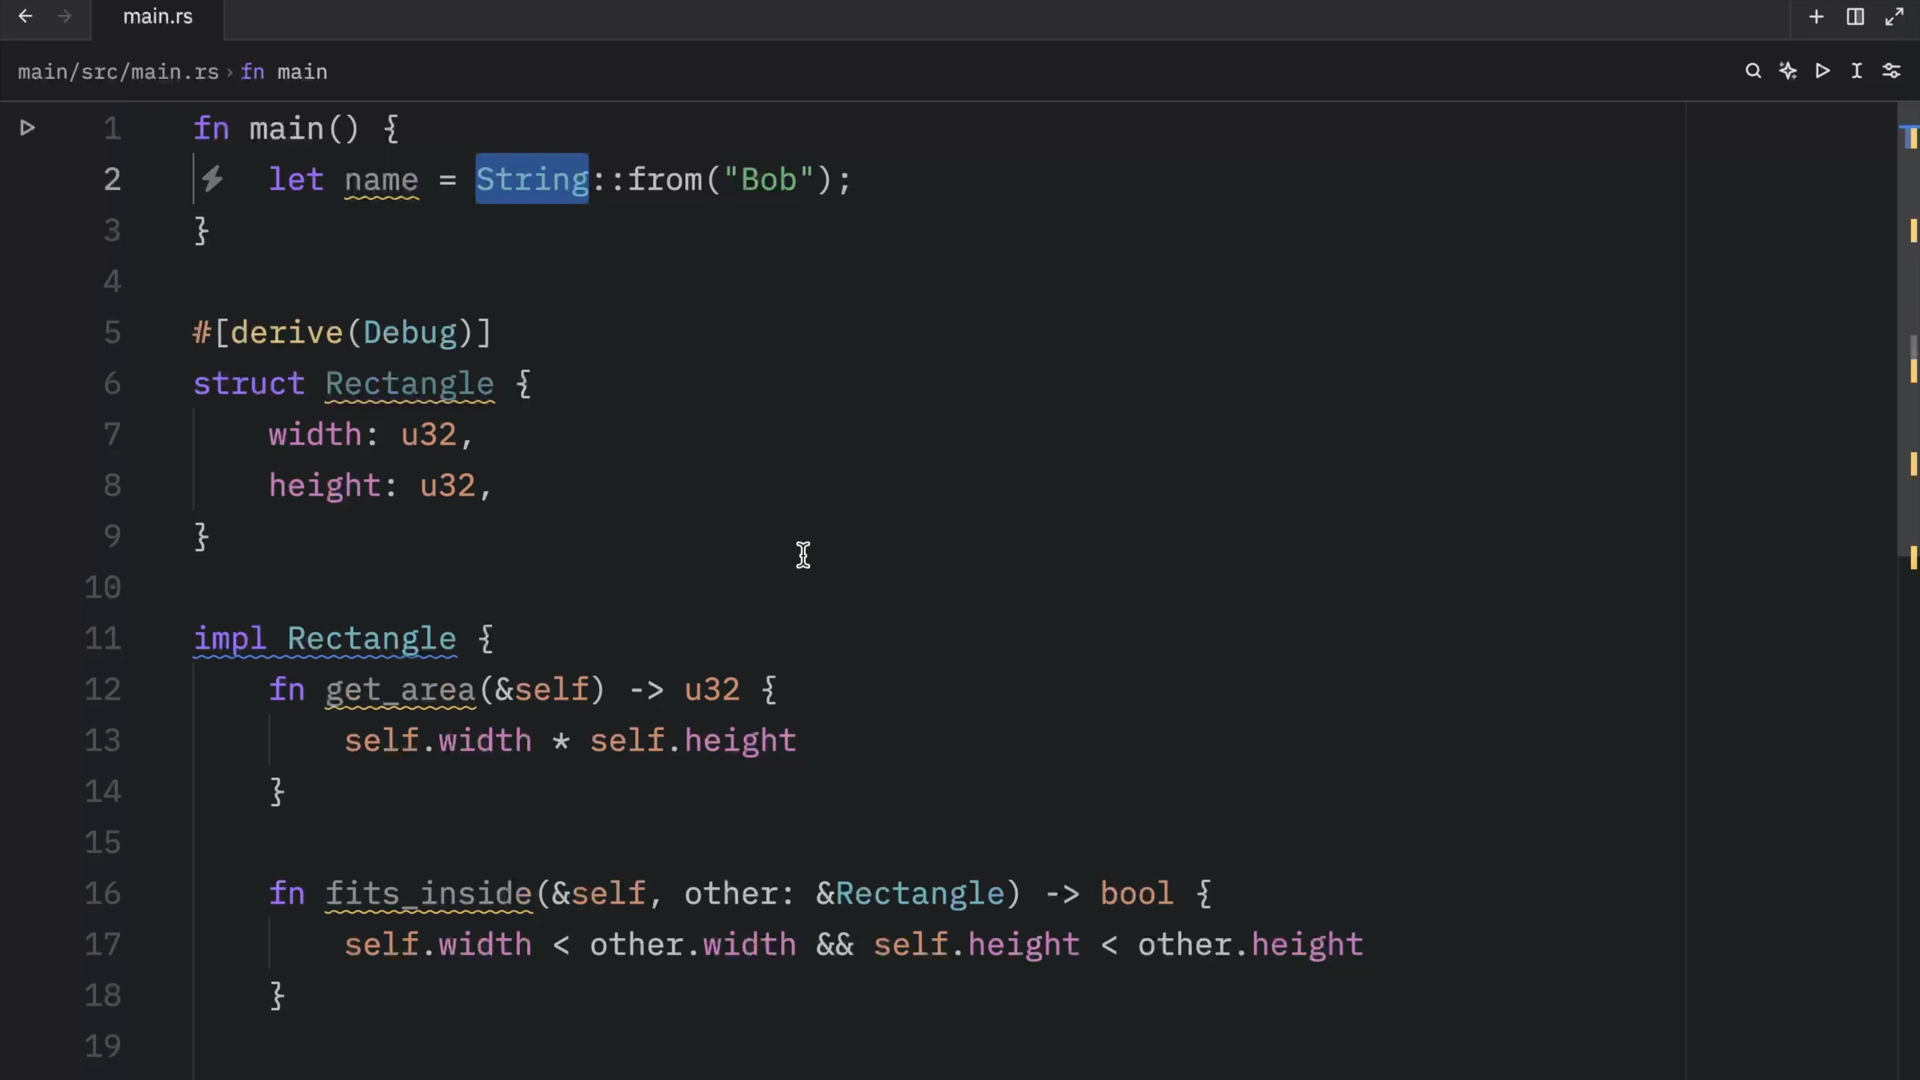 main.rs
main/src/main.rs › fn main
1 fn main() {
2 let name = String::from("Bob");
3 }
4
5 #[derive(Debug)]
6 struct Rectangle {
7 width: u32,
8 height: u32,
9 }
10
11 impl Rectangle {
12 fn get_area(&self) -> u32 {
13 self.width * self.height
14 }
15
16 fn fits_inside(&self, other: &Rectangle) -> bool {
17 self.width < other.width && self.height < other.height
18 }
19